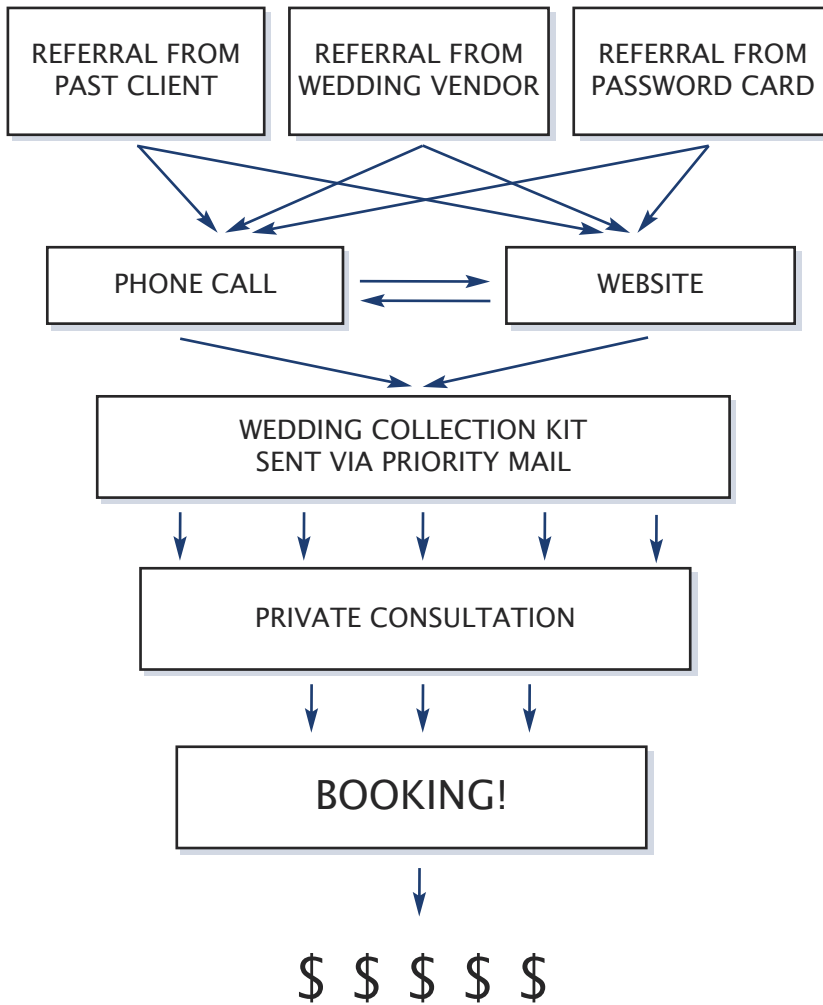 REFERRAL FROM
PAST CLIENT
REFERRAL FROM
WEDDING VENDOR
REFERRAL FROM
PASSWORD CARD
PHONE CALL
WEBSITE
WEDDING COLLECTION KIT
SENT VIA PRIORITY MAIL
PRIVATE CONSULTATION
BOOKING!
$ $ $ $ $